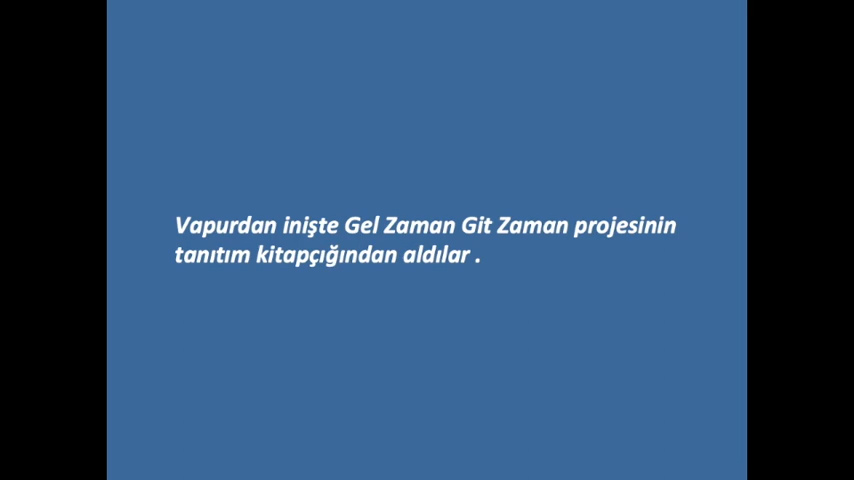 Vapurdan inişte Gel Zaman Git Zaman projesinin
tanıtım kitapçığından aldılar .